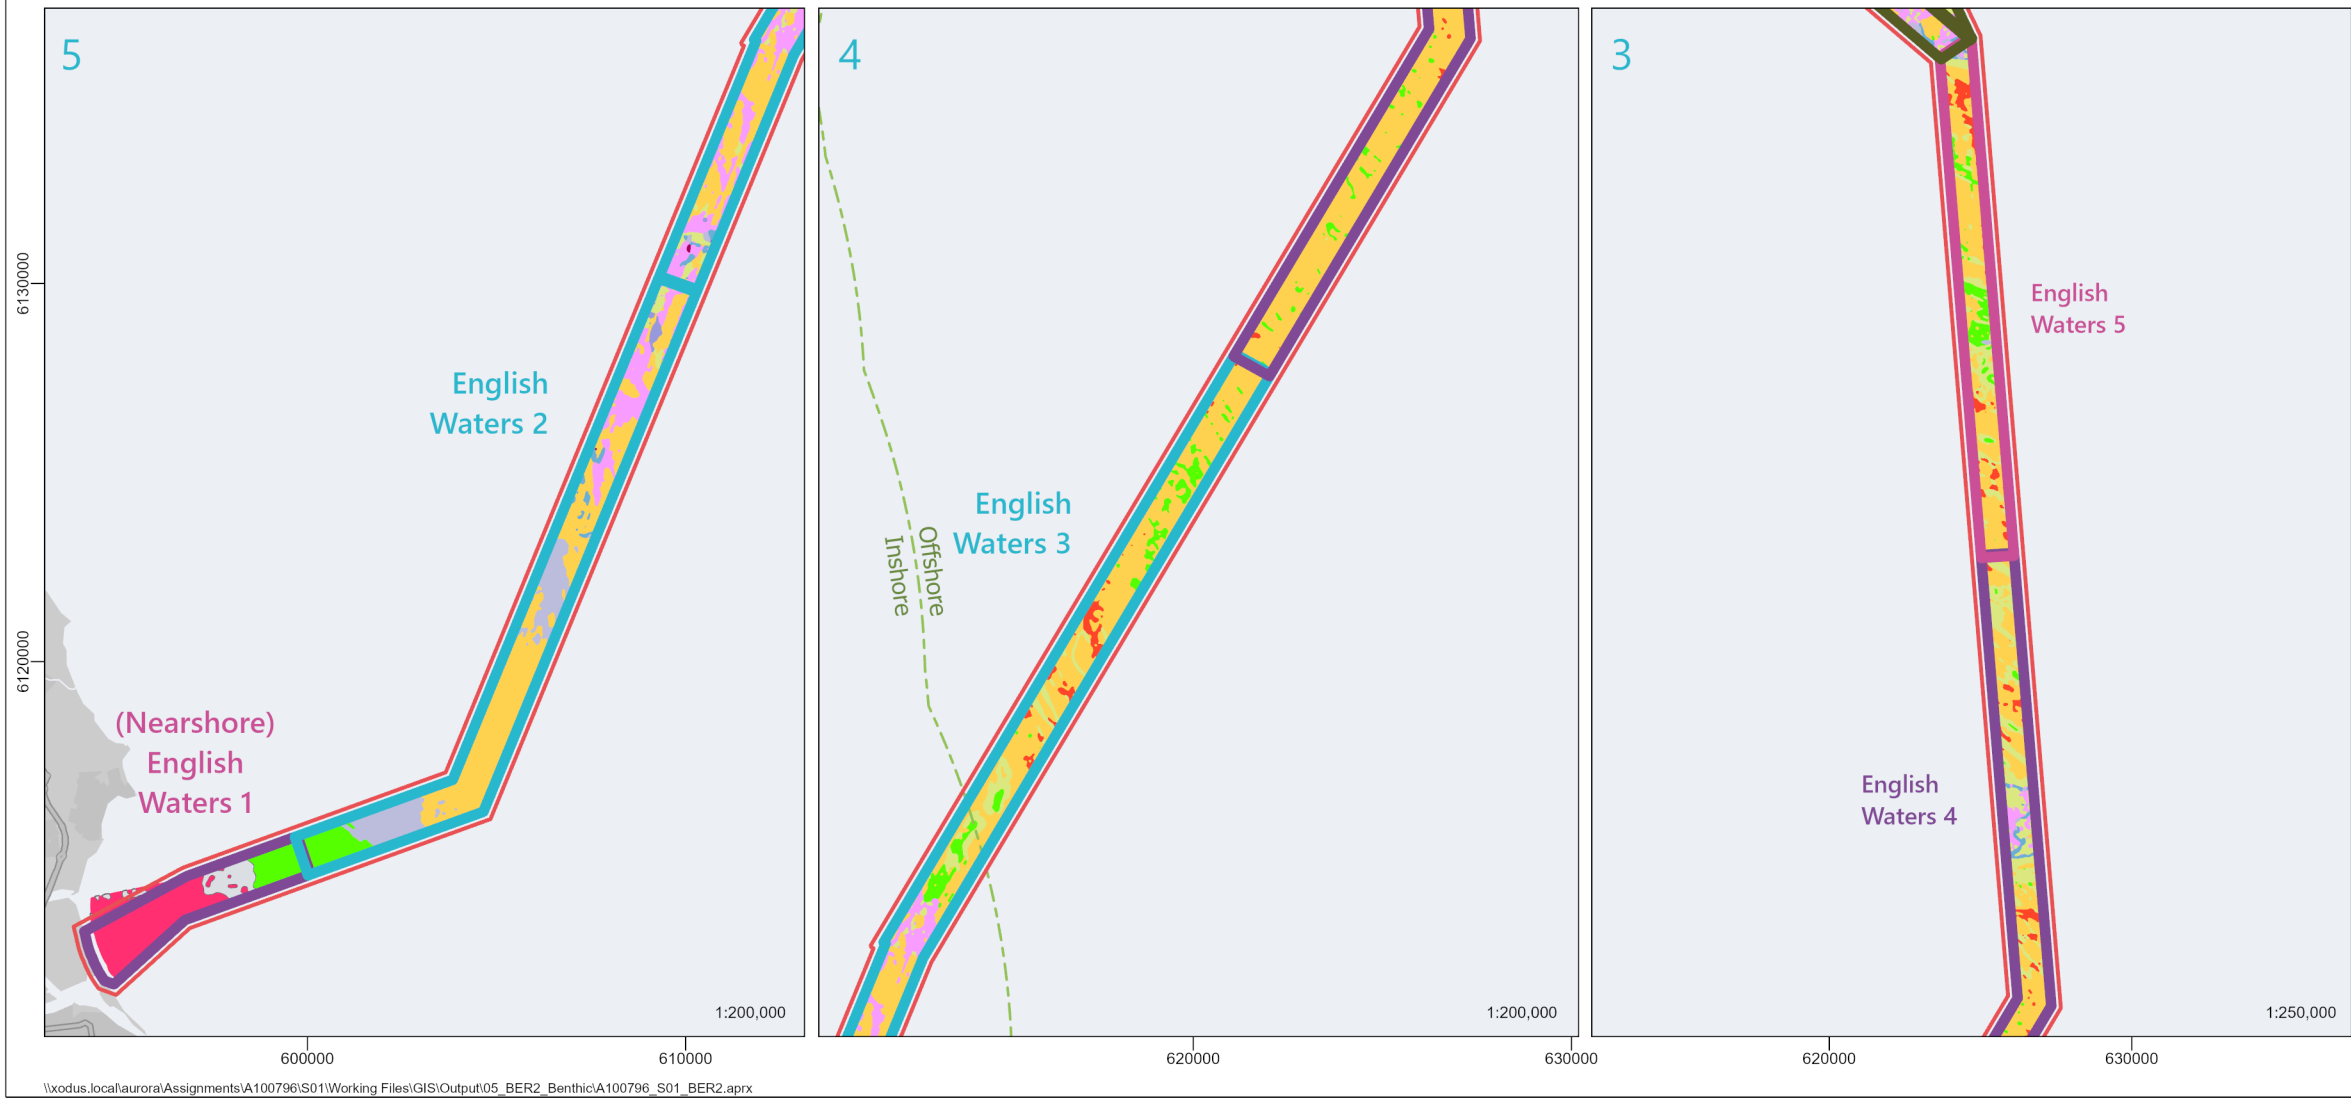 5
4
3
English
Waters 2
(Nearshore)
English
Waters 1
6130000
6120000
600000
610000
1:200,000
English
Waters 3
Offshore
Inshore
620000
630000
1:200,000
English
Waters 5
English
Waters 4
620000
630000
1:250,000
\\xodus.local\aurora\Assignments\A100796\S01\Working Files\GIS\Output\05_BER2_Benthic\A100796_S01_BER2.aprx